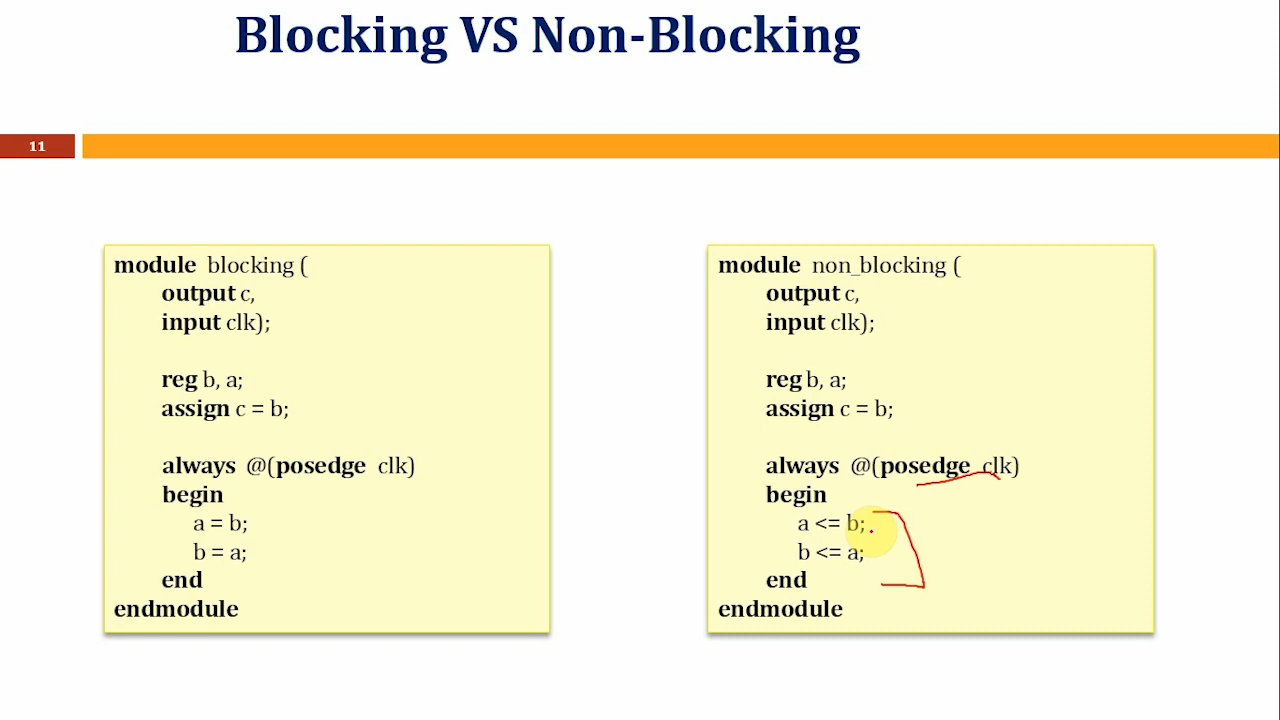 Blocking VS Non-Blocking
11
module blocking (
output c,
input clk);
reg b, a;
assign c = b;
always @(posedge clk)
begin
a = b;
b = a;
end
endmodule
module non_blocking (
output c,
input clk);
reg b, a;
assign c = b;
always @(posedge clk)
begin
a <= b;
b <= a;
end
endmodule